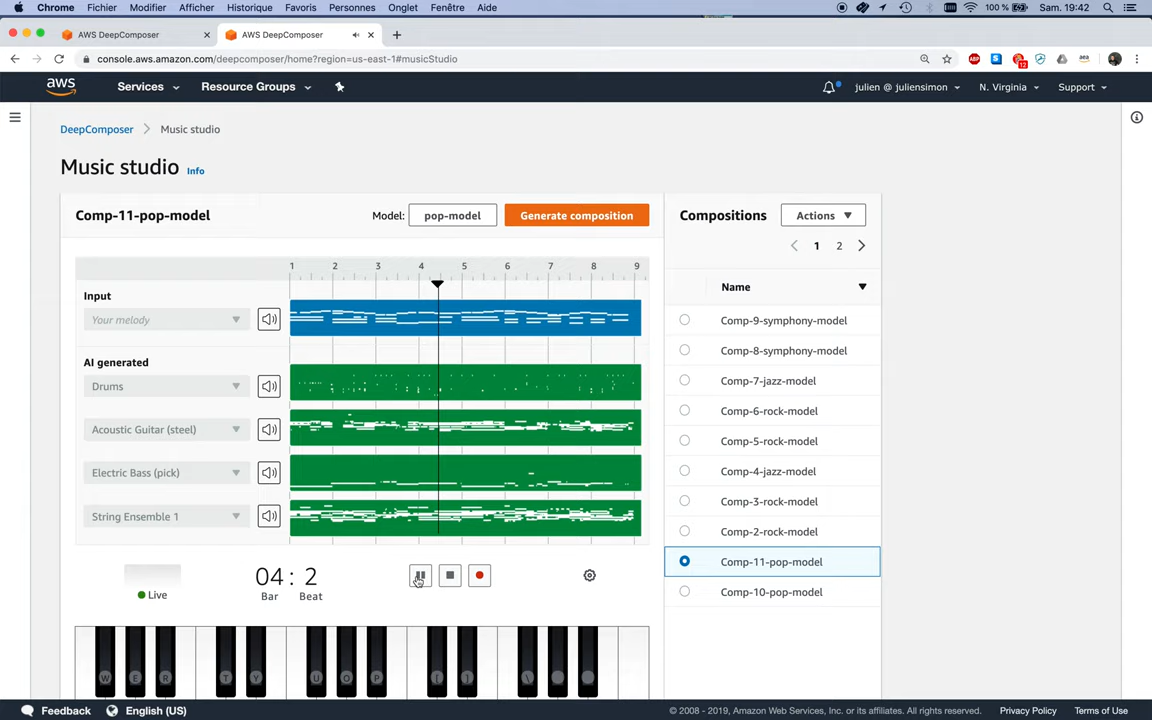 Chrome Fichier Modifier Afficher Historique Favoris Personnes Onglet Fenêtre Aide 100 % Sam. 19:42
AWS DeepComposer AWS DeepComposer
console.aws.amazon.com/deepcomposer/home?region=us-east-1#musicStudio ABP S 12 aws
aws Services Resource Groups julien @ juliensimon N. Virginia Support
DeepComposer Music studio
Music studio Info
Comp-11-pop-model Model: pop-model Generate composition Compositions Actions
1 2
1 2 3 4 5 6 7 8 9
Name
Input
Your melody
Comp-9-symphony-model
Comp-8-symphony-model
AI generated
Drums
Comp-7-jazz-model
Comp-6-rock-model
Acoustic Guitar (steel)
Comp-5-rock-model
Electric Bass (pick)
Comp-4-jazz-model
Comp-3-rock-model
String Ensemble 1
Comp-2-rock-model
Comp-11-pop-model
04 : 2
Live Bar Beat
Comp-10-pop-model
W E R T Y U O P [ ] \
Feedback English (US) © 2008 - 2019, Amazon Web Services, Inc. or its affiliates. All rights reserved. Privacy Policy Terms of Use